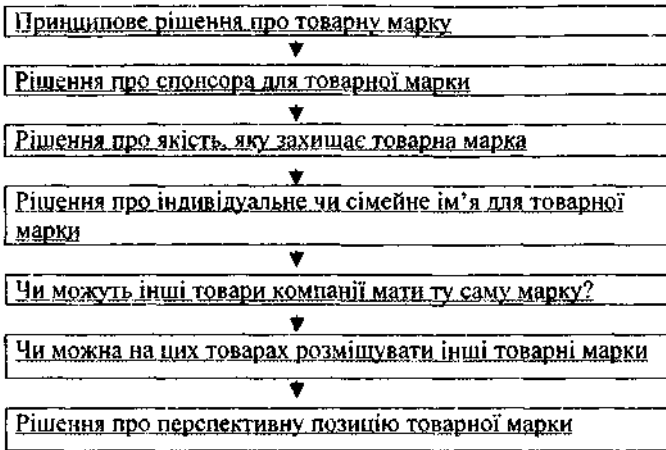 Принципове рішення про товарну марку
Рішення про спонсора для товарної марки
Рішення про якість, яку захищає товарна марка
Рішення про індивідуальне чи сімейне ім’я для товарної
марки
Чи можуть інші товари компанії мати ту саму марку?
Чи можна на цих товарах розміщувати інші товарні марки
Рішення про перспективну позицію товарної марки